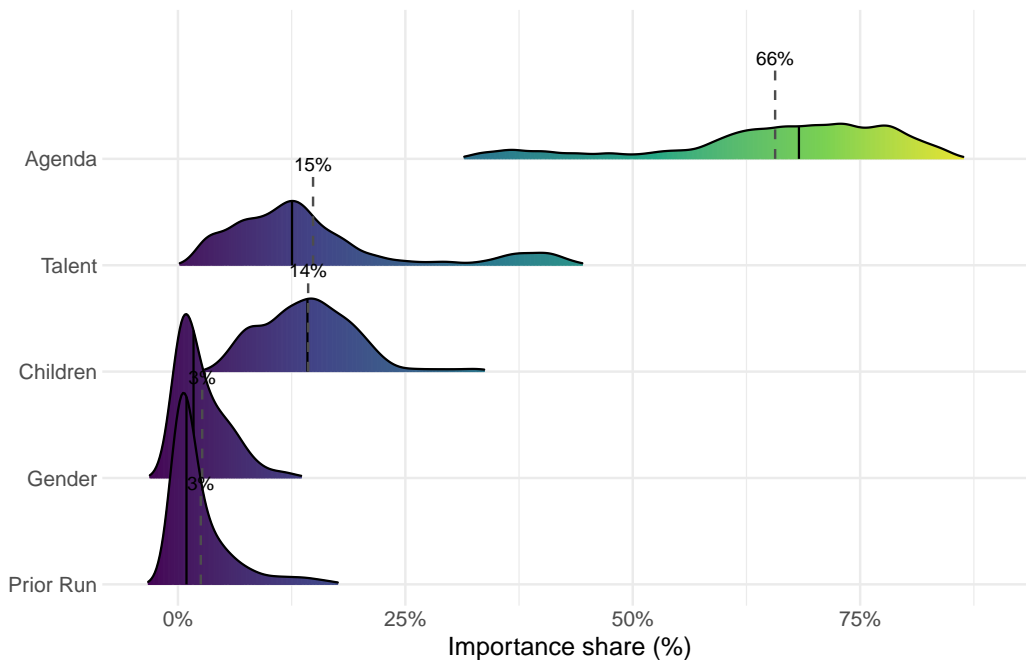 66%
Agenda
15%
Talent
14%
Children
3%
Gender
3%
Prior Run
0%
25%
50%
75%
Importance share (%)